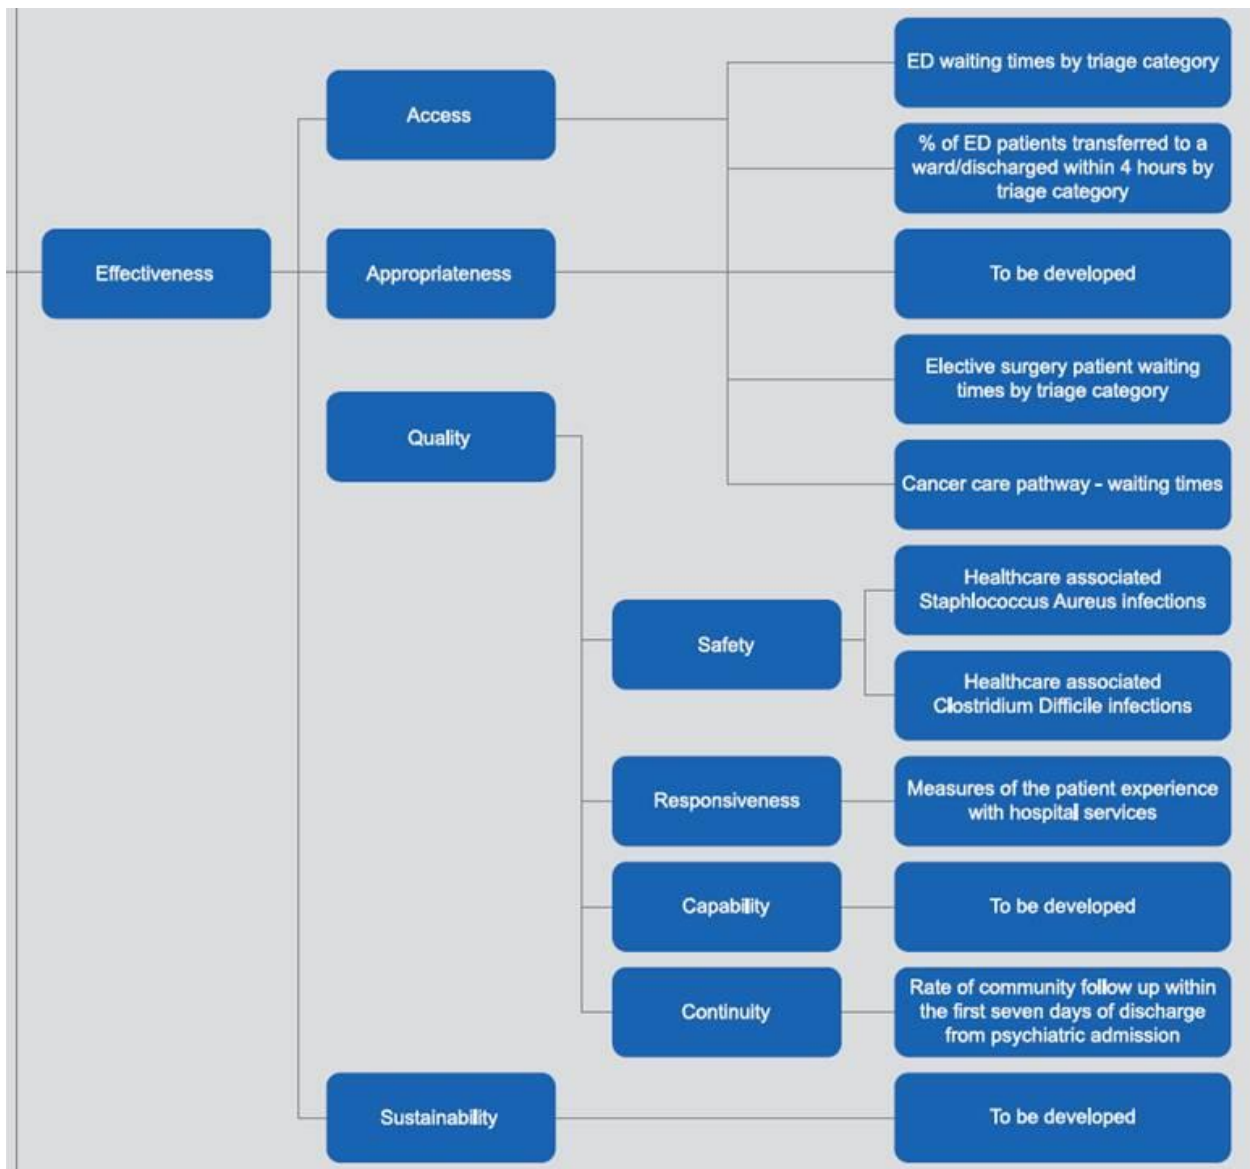 ED waiting times by triage category
Access
% of ED patients transferred to a
ward/discharged within 4 hours by
triage category
Effectiveness
Appropriateness
To be developed
Elective surgery patient waiting
times by triage category
Quality
Cancer care pathway - waiting times
Healthcare associated
Staphlococcus Aureus infections
Safety
Healthcare associated
Clostridium Difficile infections
Responsiveness
Measures of the patient experience
with hospital services
Capability
To be developed
Continuity
Rate of community follow up within
the first seven days of discharge
from psychiatric admission
Sustainability
To be developed